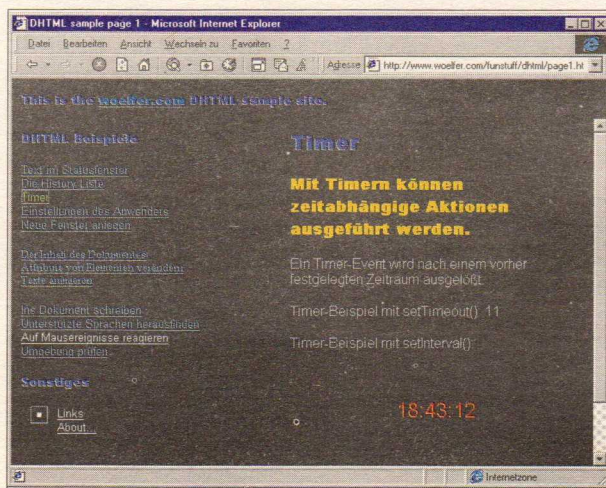 DHTML sample page 1 - Microsoft Internet Explorer
Datei Bearbeiten Ansicht Wechseln zu Favoriten ?
Adresse http://www.woelfer.com/funstuff/dhtml/page1.ht
This is the woelfer.com DHTML sample site.
DHTML Beispiele
Text im Statusfenster
Die History Liste
Timer
Einstellungen des Anwenders
Neue Fenster anlegen
Der Inhalt des Dokumentes
Attribute von Elementen verändern
Texte animieren
Ins Dokument schreiben
Unterstützte Sprachen herausfinden
Auf Mausereignisse reagieren
Umgebung prüfen
Sonstiges
Links
About...
Timer
Mit Timern können
zeitabhängige Aktionen
ausgeführt werden.
Ein Timer-Event wird nach einem vorher
festgelegten Zeitraum ausgelöst.
Timer-Beispiel mit setTimeout() 11
Timer-Beispiel mit setInterval()
18:43:12
Internetzone